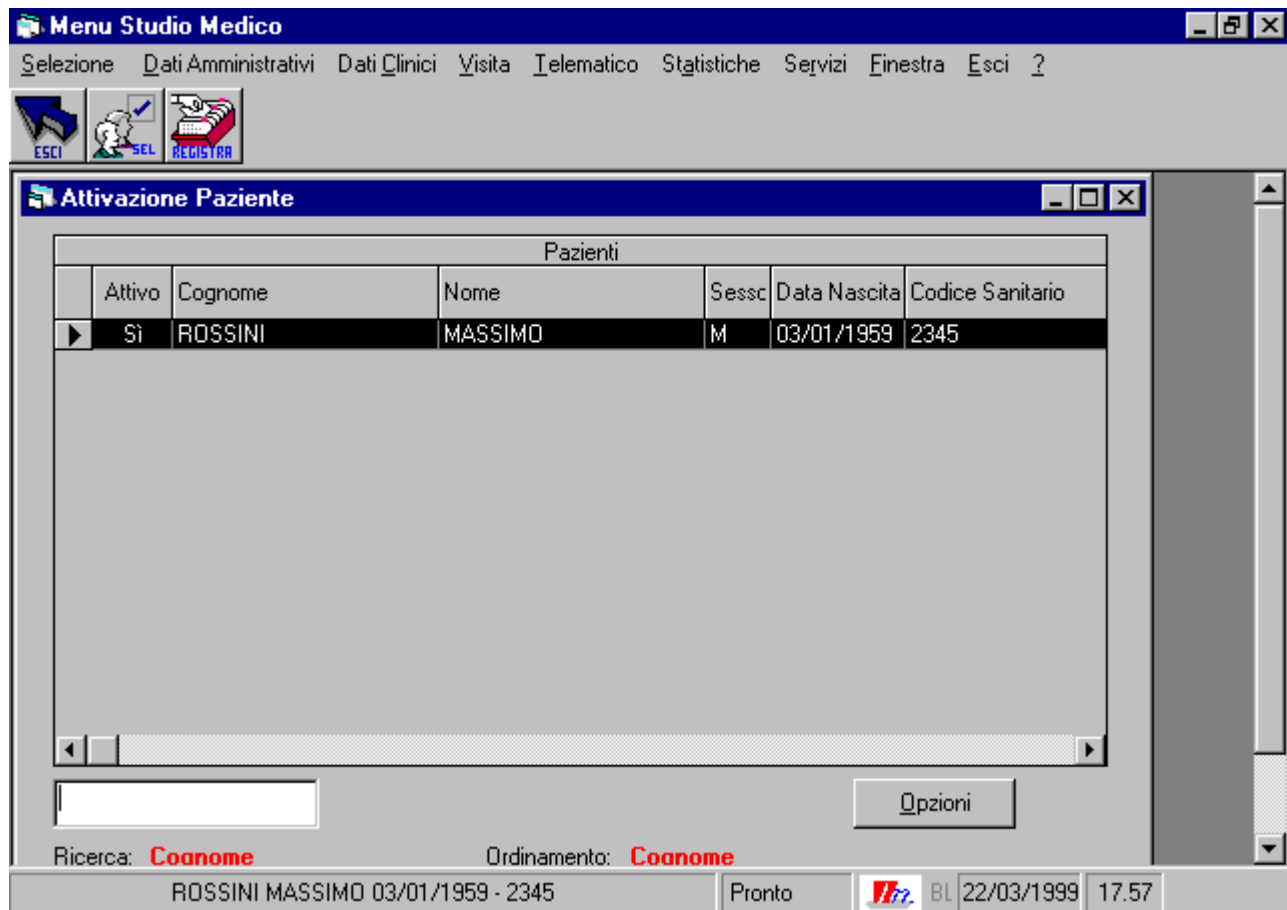 Menu Studio Medico
Selezione Dati Amministrativi Dati Clinici Visita Telematico Statistiche Servizi Finestra Esci ?
ESCI SEL REGISTRA
Attivazione Paziente
Pazienti
Attivo Cognome Nome Sesso Data Nascita Codice Sanitario
Sì ROSSINI MASSIMO M 03/01/1959 2345
Opzioni
Ricerca: Cognome Ordinamento: Cognome
ROSSINI MASSIMO 03/01/1959 - 2345 Pronto BL 22/03/1999 17.57